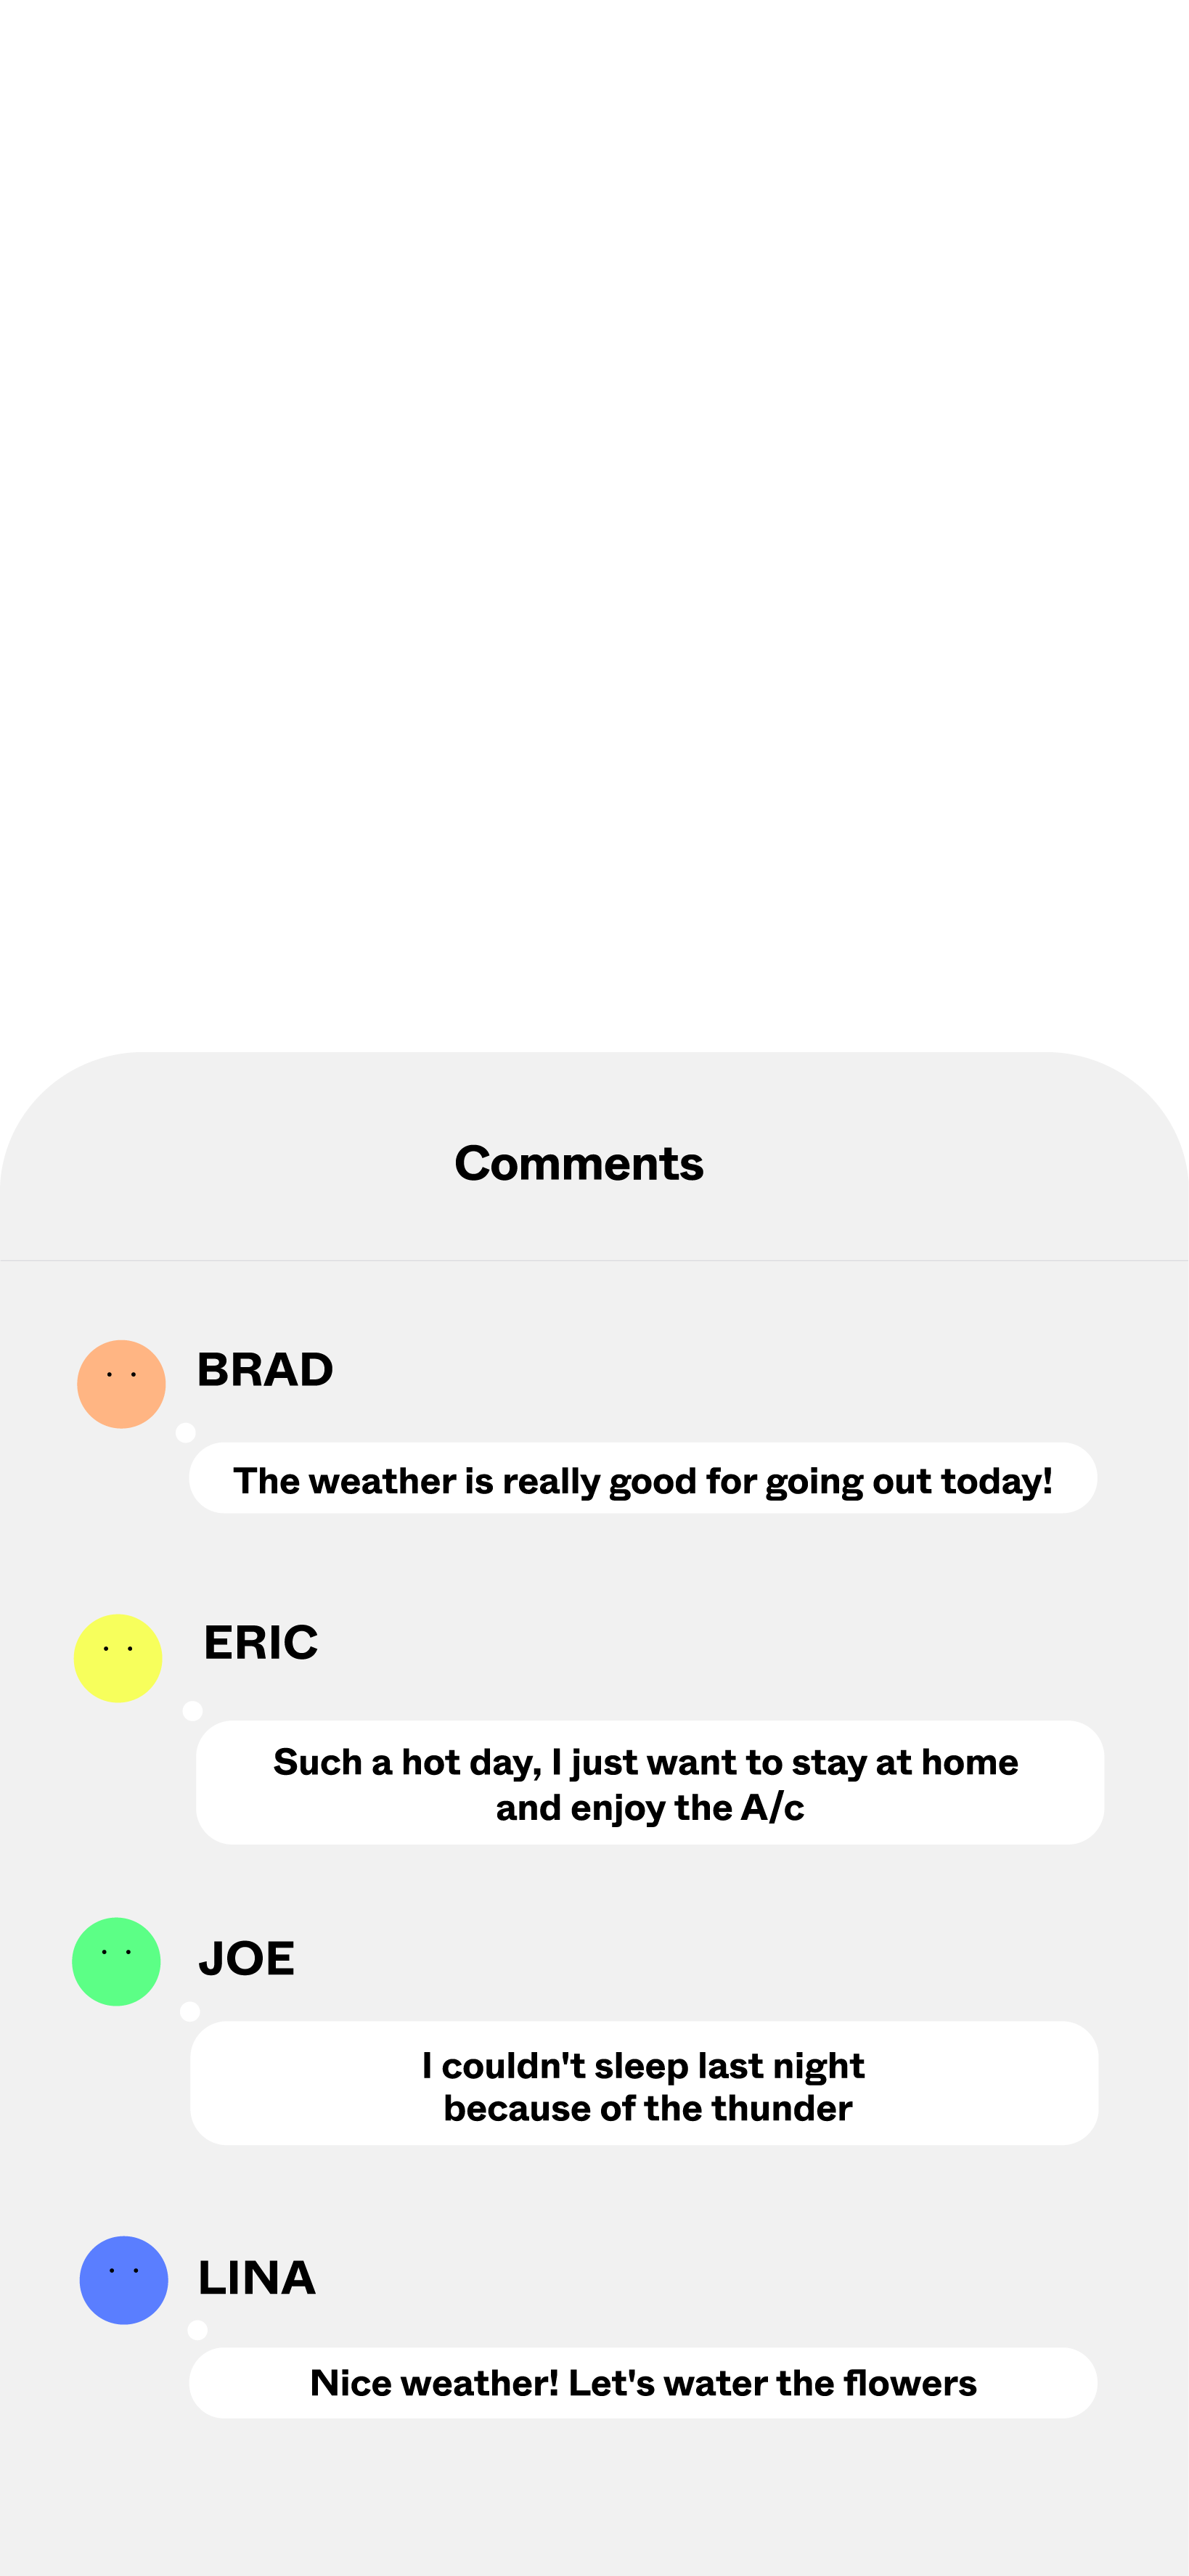 Comments
BRAD
The weather is really good for going out today!
ERIC
Such a hot day, I just want to stay at home
and enjoy the A/c
JOE
I couldn't sleep last night
because of the thunder
LINA
Nice weather! Let's water the flowers